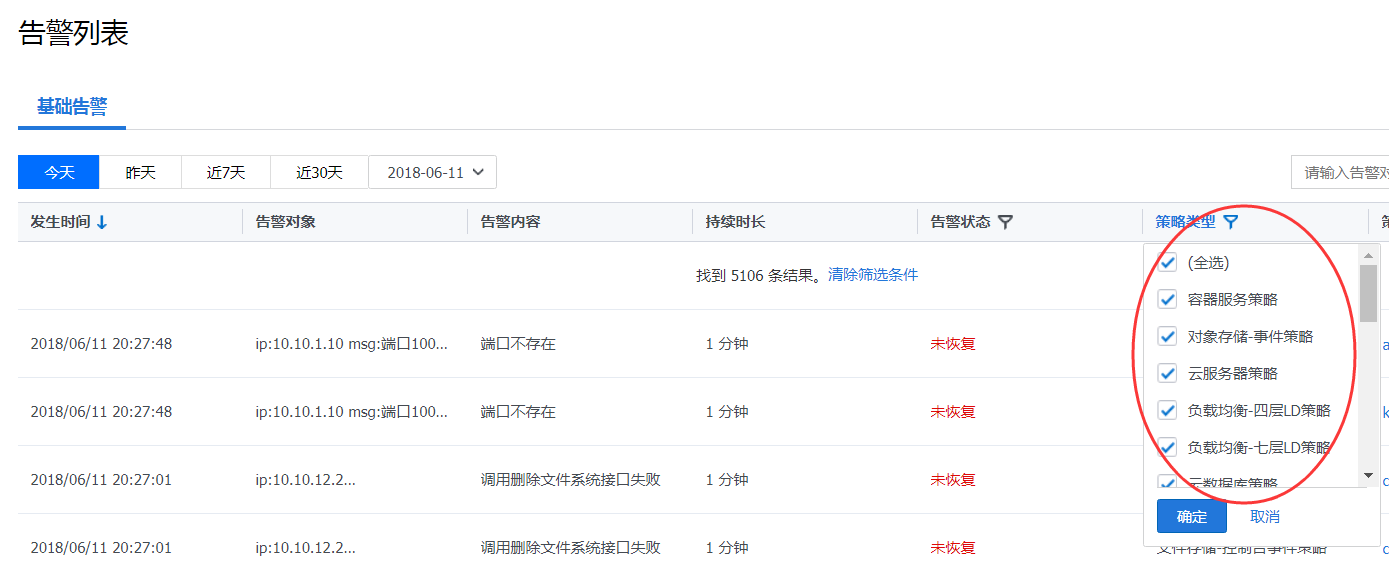 告警列表
基础告警
今天 昨天 近7天 近30天 2018-06-11 请输入告警对
发生时间 告警对象 告警内容 持续时长 告警状态 策略类型
(全选)
找到 5106 条结果。清除筛选条件
容器服务策略
对象存储-事件策略
2018/06/11 20:27:48 ip:10.10.1.10 msg:端口100... 端口不存在 1 分钟 未恢复
云服务器策略
2018/06/11 20:27:48 ip:10.10.1.10 msg:端口100... 端口不存在 1 分钟 未恢复
负载均衡-四层LD策略
负载均衡-七层LD策略
2018/06/11 20:27:01 ip:10.10.12.2... 调用删除文件系统接口失败 1 分钟 未恢复
云数据库策略
确定 取消
2018/06/11 20:27:01 ip:10.10.12.2... 调用删除文件系统接口失败 1 分钟 未恢复 文件存储-控制台事件策略